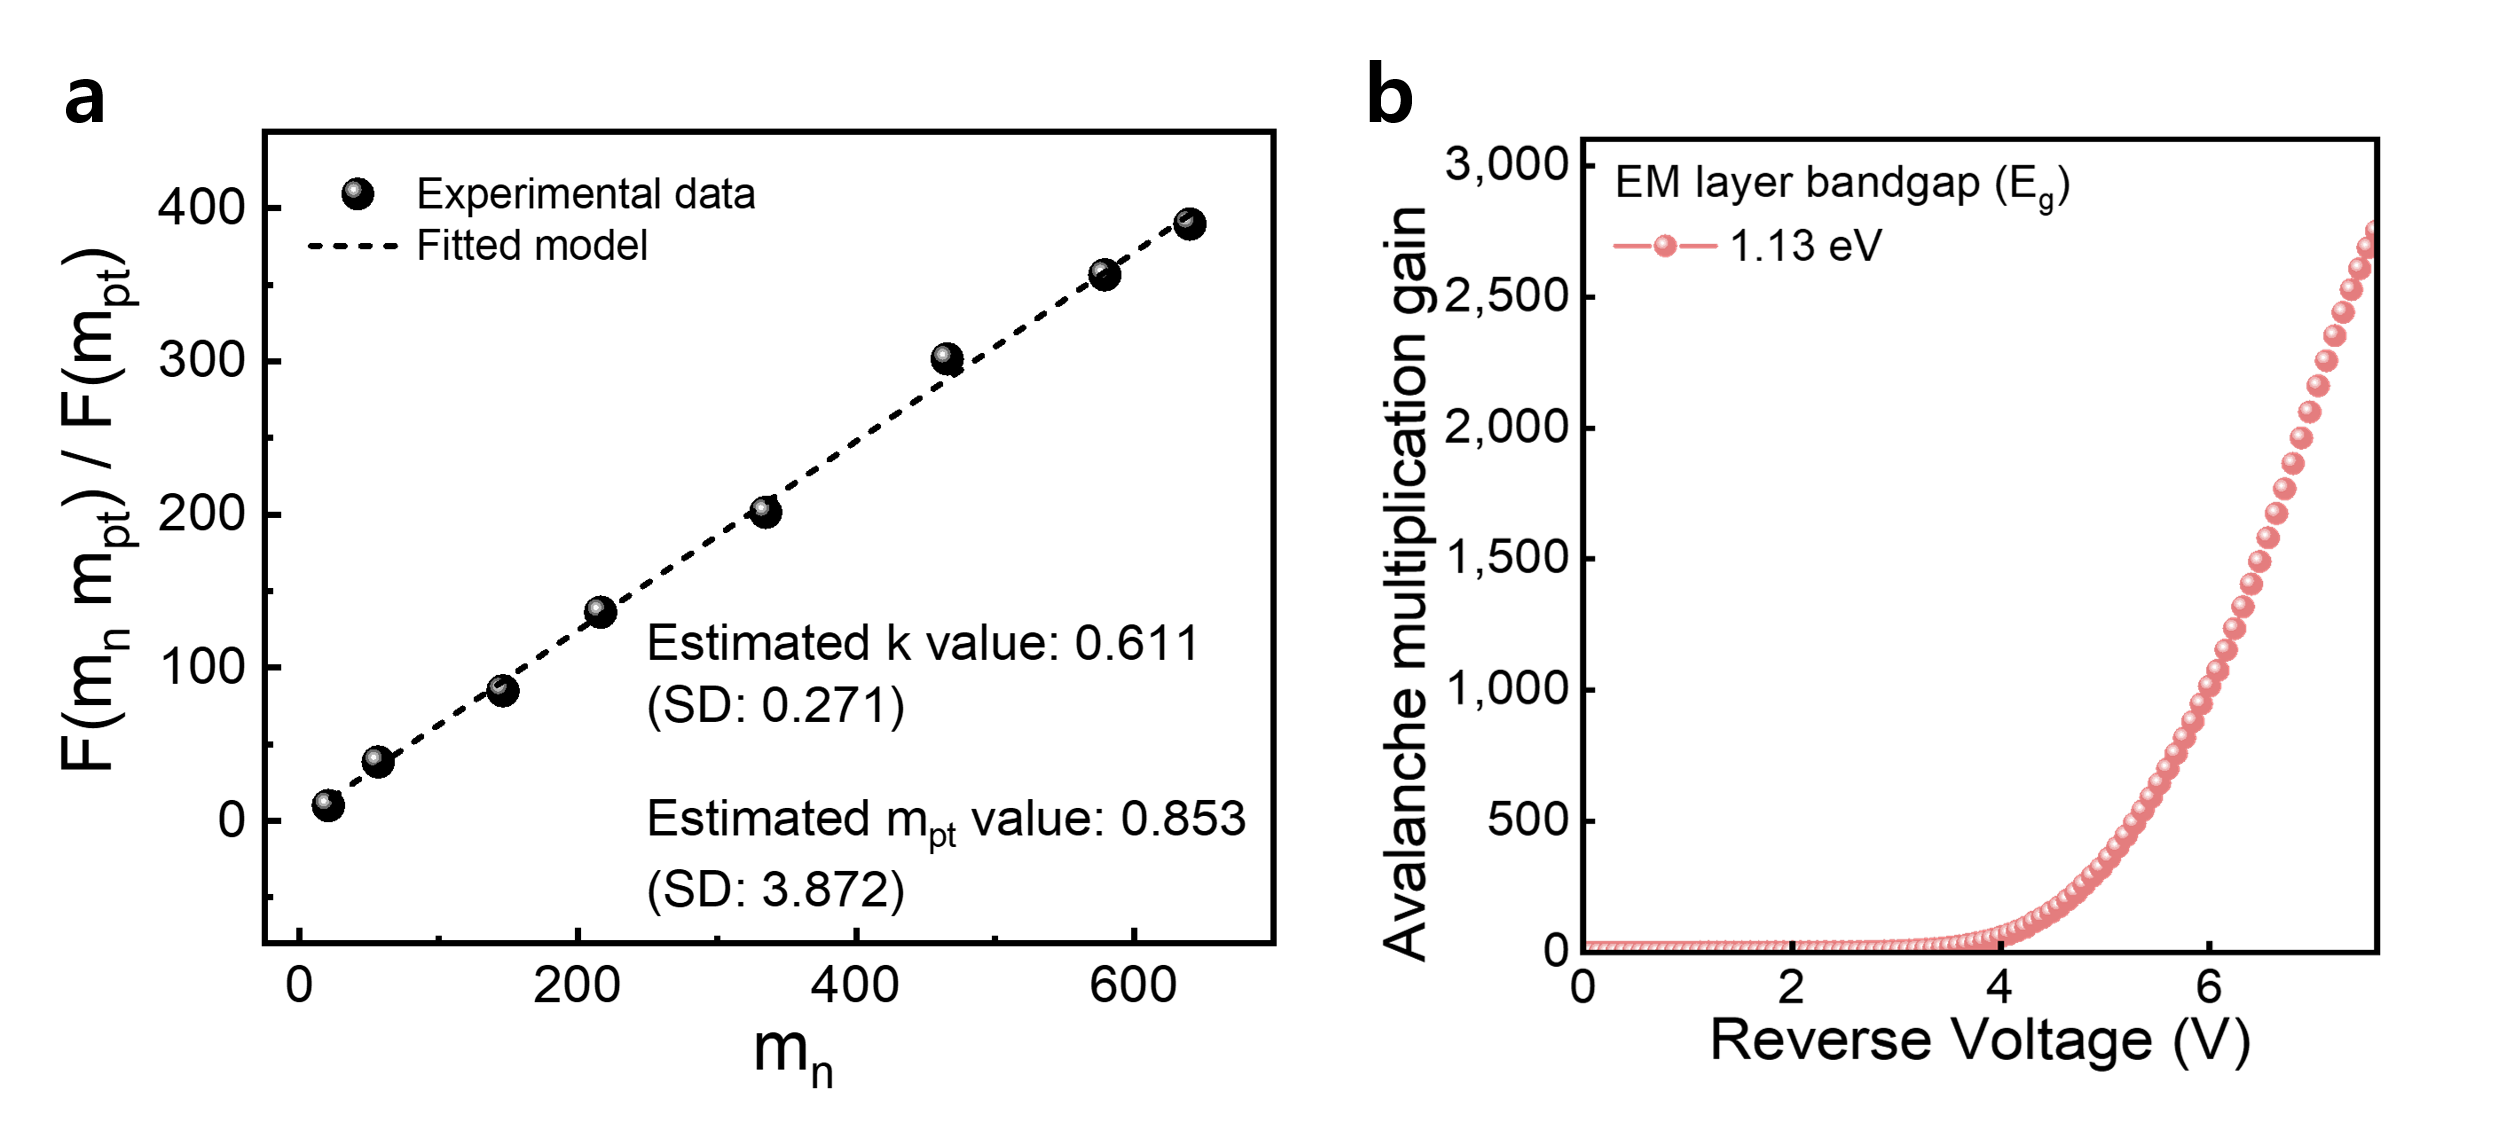 a
F(mn mpt) / F(mpt)
400
300
200
100
0
Experimental data
Fitted model
Estimated k value: 0.611
(SD: 0.271)
Estimated mpt value: 0.853
(SD: 3.872)
0 200 400 600
mn
b
Avalanche multiplication gain
3,000
2,500
2,000
1,500
1,000
500
0
EM layer bandgap (Eg)
1.13 eV
0 2 4 6
Reverse Voltage (V)